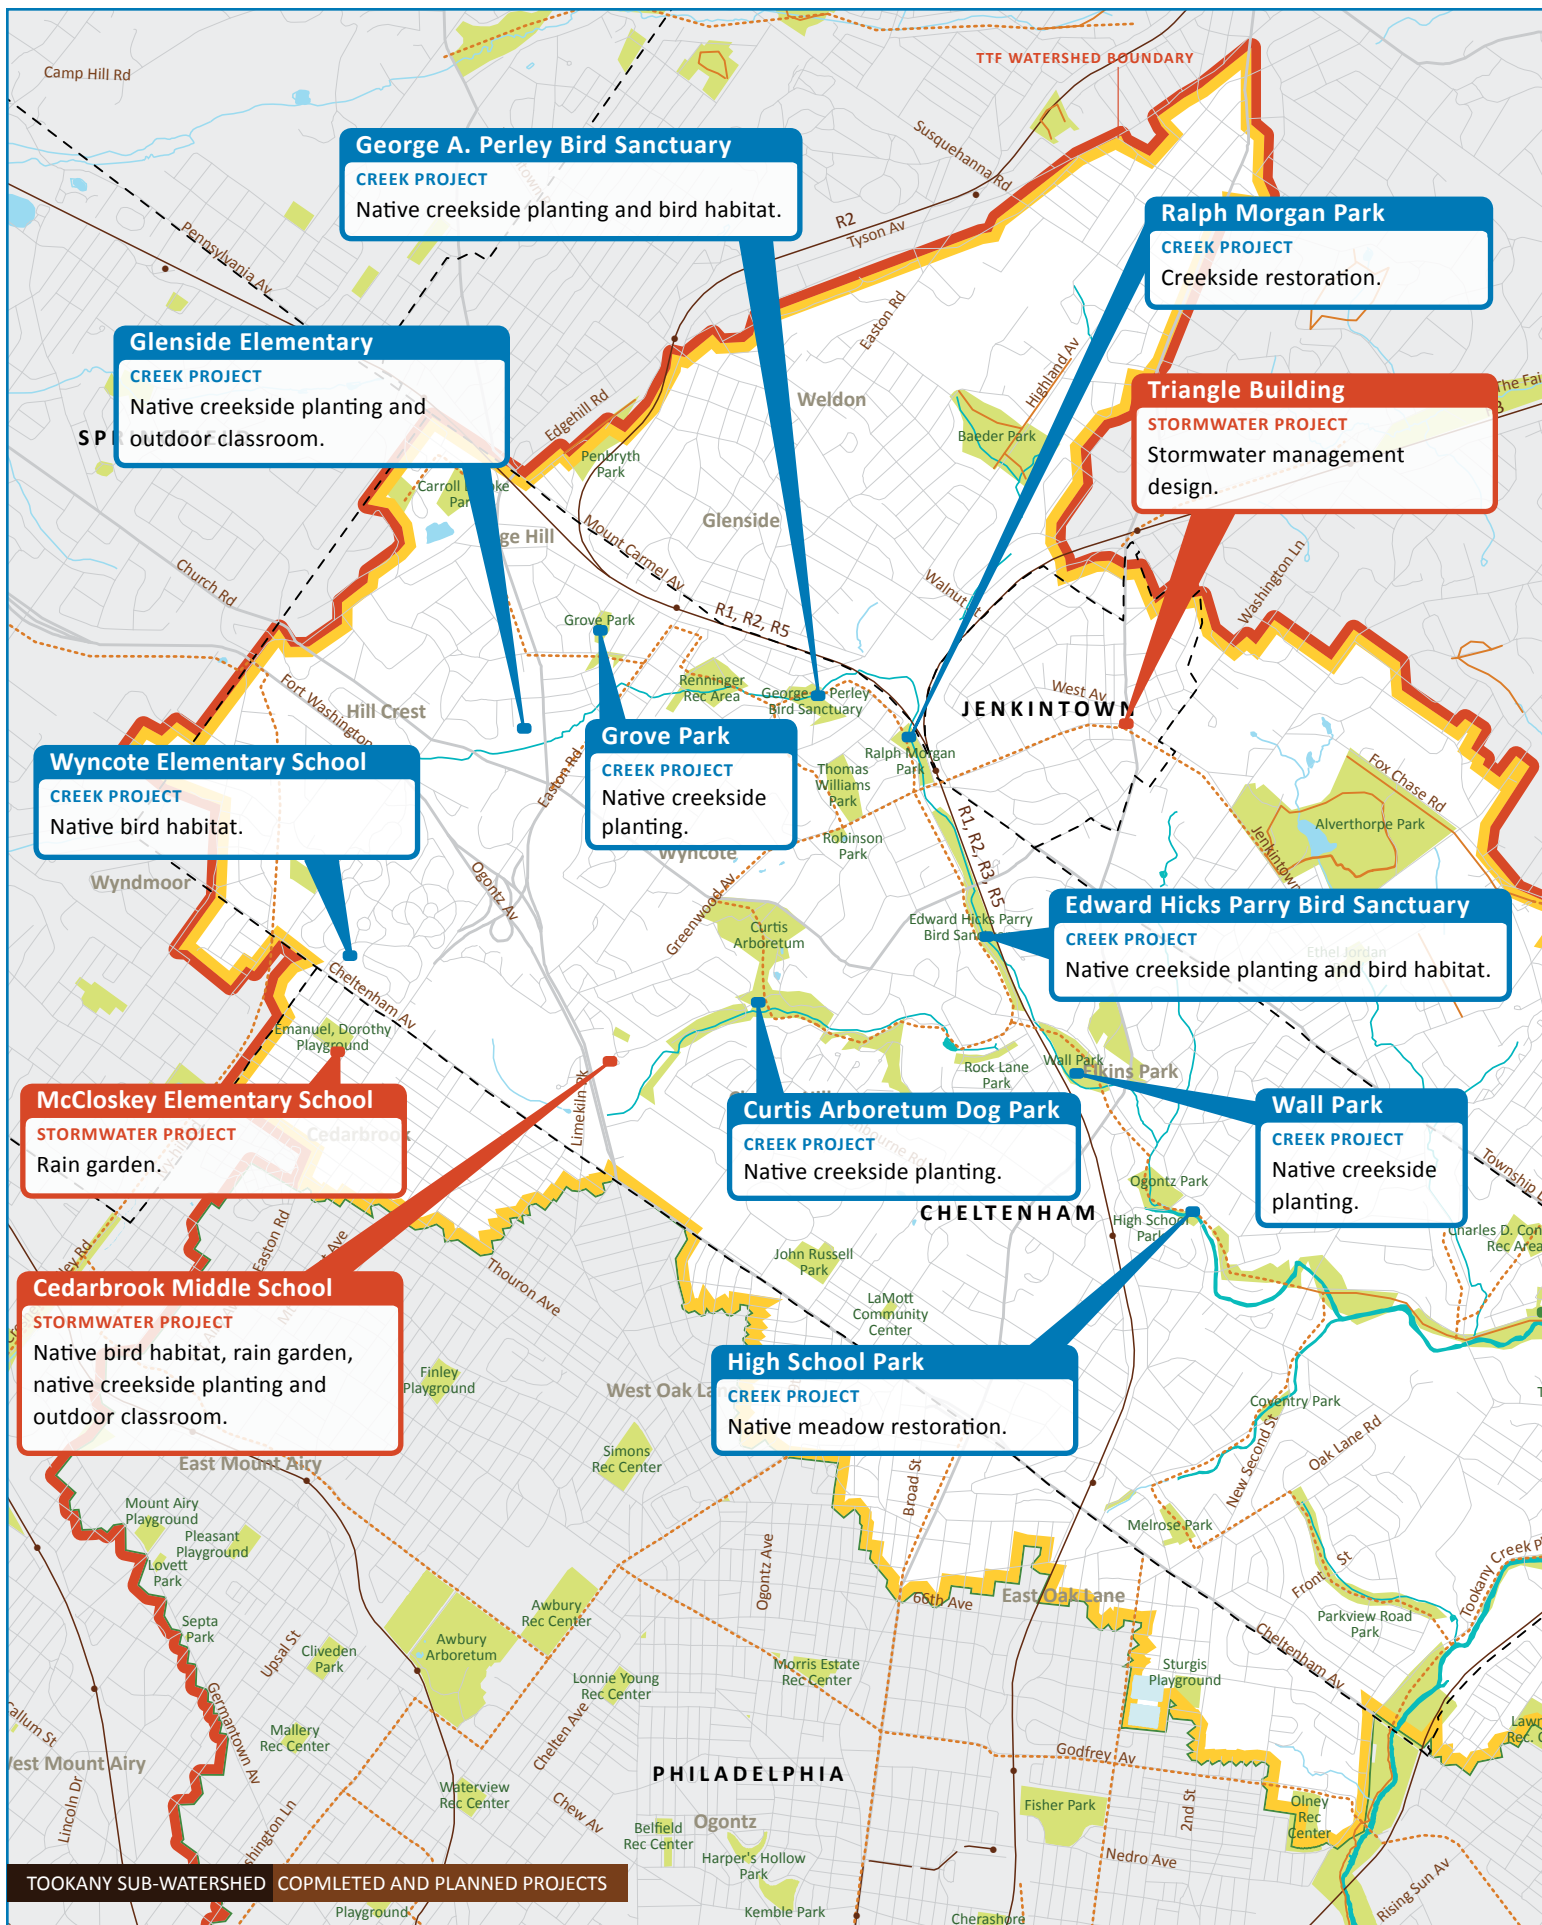 Camp Hill Rd
TTF WATERSHED BOUNDARY
Susquehanna Rd
George A. Perley Bird Sanctuary
CREEK PROJECT
Native creekside planting and bird habitat.
R2
Tyson Av
Ralph Morgan Park
CREEK PROJECT
Creekside restoration.
Pennsylvania Av
Easton Rd
Glenside Elementary
CREEK PROJECT
Native creekside planting and
outdoor classroom.
Highland Av
Weldon
Edgehill Rd
Triangle Building
STORMWATER PROJECT
Stormwater management
design.
The Fai
Baeder Park
Penbryth
Park
Glenside
Mount Carmel Av
Church Rd
Walnut
Washington Ln
R1, R2, R5
Grove Park
Renninger
Rec Area
George
Perley
Bird Sanctuary
Fort Washington
Hill Crest
West Av
JENKINTOWN
Wyncote Elementary School
CREEK PROJECT
Native bird habitat.
Easton Rd
Grove Park
CREEK PROJECT
Native creekside
planting.
Ralph Morgan
Park
Thomas
Williams
Park
Robinson
Park
Wyncote
Fox Chase Rd
Alverthorpe Park
Jenkintown
R1, R2, R3, R5
Wyndmoor
Ogontz Av
Greenwood Av
Curtis
Arboretum
Edward Hicks Parry
Edward Hicks Parry Bird Sanctuary
CREEK PROJECT
Native creekside planting and bird habitat.
Ethel Jordan
Cheltenham Av
Emanuel, Dorothy
Playground
McCloskey Elementary School
STORMWATER PROJECT
Rain garden.
Cedarbrook
Limekiln Pk
Rock Lane
Park
Wall Park
Elkins Park
Curtis Arboretum Dog Park
CREEK PROJECT
Native creekside planting.
Wall Park
CREEK PROJECT
Native creekside
planting.
Township
Ogontz Park
CHELTENHAM
High School
Park
Charles D. Con
Rec Area
Easton Rd
John Russell
Park
Thouron Ave
LaMott
Community
Center
Cedarbrook Middle School
STORMWATER PROJECT
Native bird habitat, rain garden,
native creekside planting and
outdoor classroom.
High School Park
CREEK PROJECT
Native meadow restoration.
Finley
Playground
West Oak La
Coventry Park
Simons
Rec Center
East Mount Airy
Broad St
New Second St
Oak Lane Rd
Mount Airy
Playground
Pleasant
Playground
Lovett
Park
Melrose Park
Front St
Tookany Creek P
Ogontz Ave
66th Ave
East Oak Lane
Awbury
Rec Center
Parkview Road
Park
Septa
Park
Upsal St
Cliveden
Park
Awbury
Arboretum
Cheltenham Av
Lonnie Young
Rec Center
Morris Estate
Rec Center
Sturgis
Playground
Germantown Av
Mallery
Rec Center
Chelten Ave
Godfrey Av
West Mount Airy
Lincoln Dr
PHILADELPHIA
Waterview
Rec Center
Chew Av
Fisher Park
2nd St
Olney
Rec
Center
Belfield
Rec Center
Ogontz
Harper's Hollow
Park
Nedro Ave
TOOKANY SUB-WATERSHED COPMLETED AND PLANNED PROJECTS
Playground
Kemble Park
Cherashore
Rising Sun Av